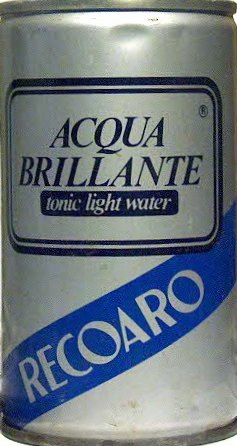 ®
ACQUA
BRILLANTE
tonic light water
RECOARO